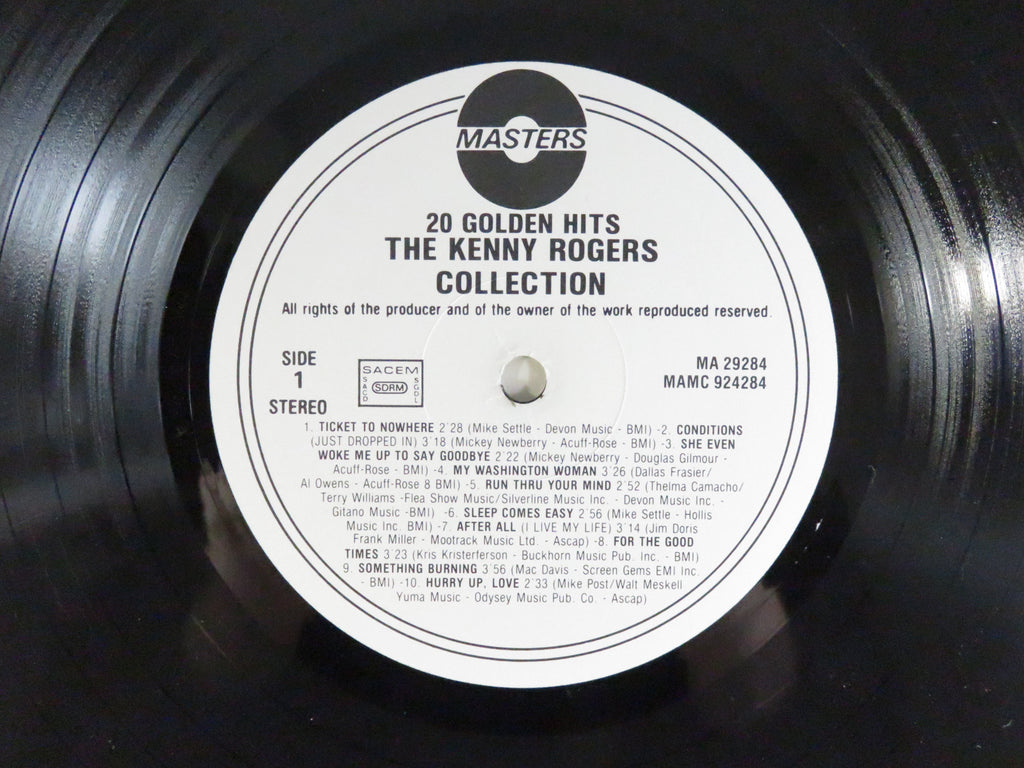 MASTERS
20 GOLDEN HITS
THE KENNY ROGERS
COLLECTION
All rights of the producer and of the owner of the work reproduced reserved.
SIDE
1
STEREO
SACEM
SACD
SDRM
SGDL
MA 29284
MAMC 924284
1. TICKET TO NOWHERE 2'28 (Mike Settle - Devon Music - BMI) -2. CONDITIONS
(JUST DROPPED IN) 3'18 (Mickey Newberry - Acuff-Rose - BMI) -3. SHE EVEN
WOKE ME UP TO SAY GOODBYE 2'22 (Mickey Newberry - Douglas Gilmour -
Acuff-Rose - BMI) -4. MY WASHINGTON WOMAN 3'26 (Dallas Frasier/
Al Owens - Acuff-Rose 8 BMI) -5. RUN THRU YOUR MIND 2'52 (Thelma Camacho/
Terry Williams -Flea Show Music/Silverline Music Inc. - Devon Music Inc. -
Gitano Music -BMI) -6. SLEEP COMES EASY 2'56 (Mike Settle - Hollis
Music Inc. BMI) -7. AFTER ALL (I LIVE MY LIFE) 3'14 (Jim Doris
Frank Miller - Mootrack Music Ltd. - Ascap) -8. FOR THE GOOD
TIMES 3'23 (Kris Kristerferson - Buckhorn Music Pub. Inc. - BMI)
9. SOMETHING BURNING 3'56 (Mac Davis - Screen Gems EMI Inc.
- BMI) -10. HURRY UP, LOVE 2'33 (Mike Post/Walt Meskell
Yuma Music - Odysey Music Pub. Co. - Ascap)